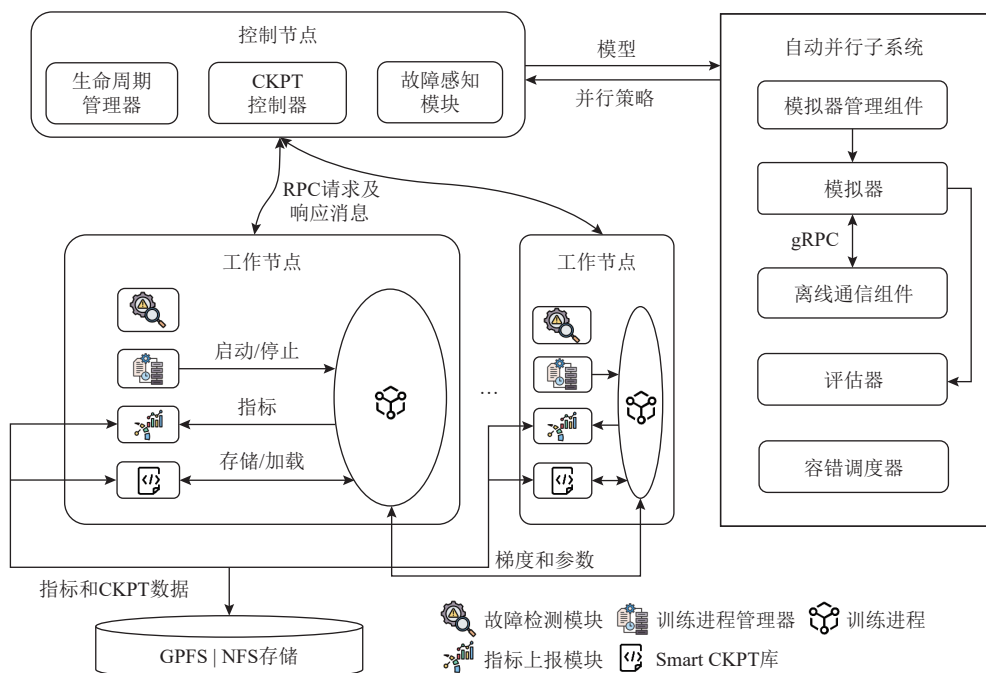 控制节点
生命周期
管理器
CKPT
控制器
故障感知
模块
模型
并行策略
自动并行子系统
模拟器管理组件
模拟器
gRPC
离线通信组件
评估器
容错调度器
RPC请求及
响应消息
工作节点
启动/停止
指标
存储/加载
…
工作节点
梯度和参数
指标和CKPT数据
GPFS | NFS存储
故障检测模块
训练进程管理器
训练进程
指标上报模块
Smart CKPT库